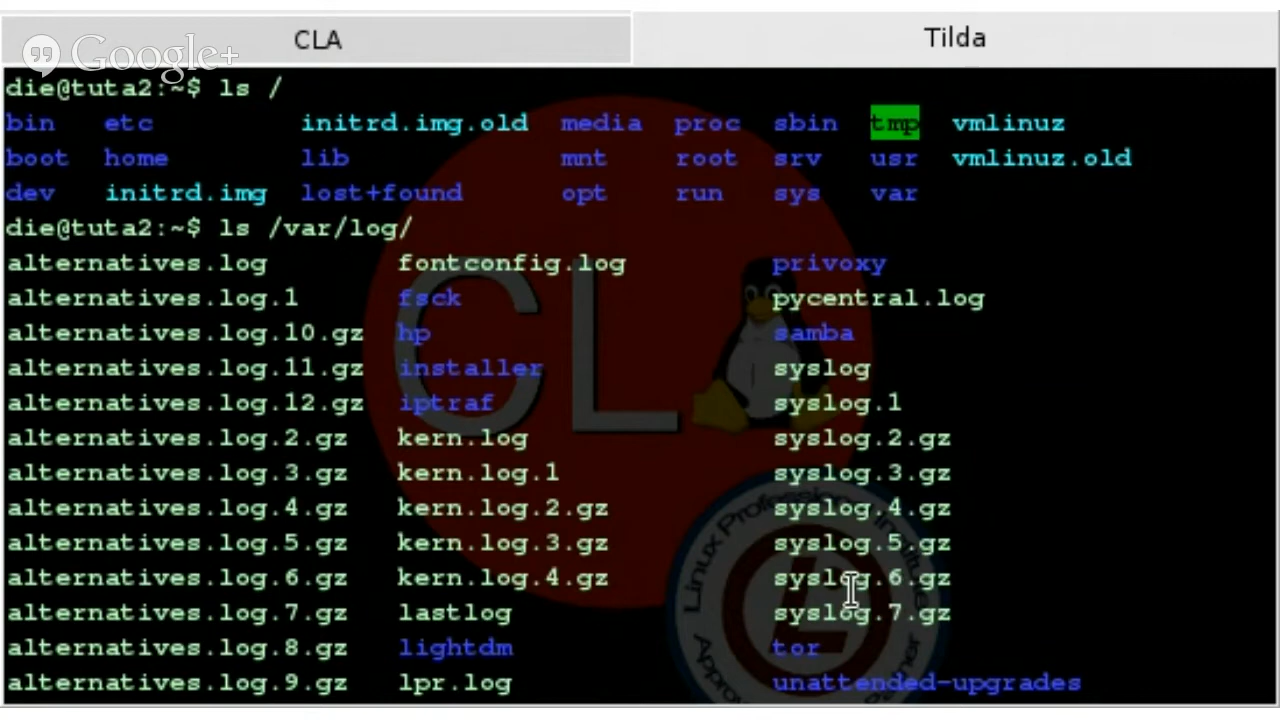 CLA Tilda
Google+
die@tuta2:~$ ls /
bin etc initrd.img.old media proc sbin tmp vmlinuz
boot home lib mnt root srv usr vmlinuz.old
dev initrd.img lost+found opt run sys var
die@tuta2:~$ ls /var/log/
alternatives.log fontconfig.log privoxy
alternatives.log.1 fsck pycentral.log
alternatives.log.10.gz hp samba
alternatives.log.11.gz installer syslog
alternatives.log.12.gz iptraf syslog.1
alternatives.log.2.gz kern.log syslog.2.gz
alternatives.log.3.gz kern.log.1 syslog.3.gz
alternatives.log.4.gz kern.log.2.gz syslog.4.gz
alternatives.log.5.gz kern.log.3.gz syslog.5.gz
alternatives.log.6.gz kern.log.4.gz syslog.6.gz
alternatives.log.7.gz lastlog syslog.7.gz
alternatives.log.8.gz lightdm tor
alternatives.log.9.gz lpr.log unattended-upgrades
CL
Linux Professional